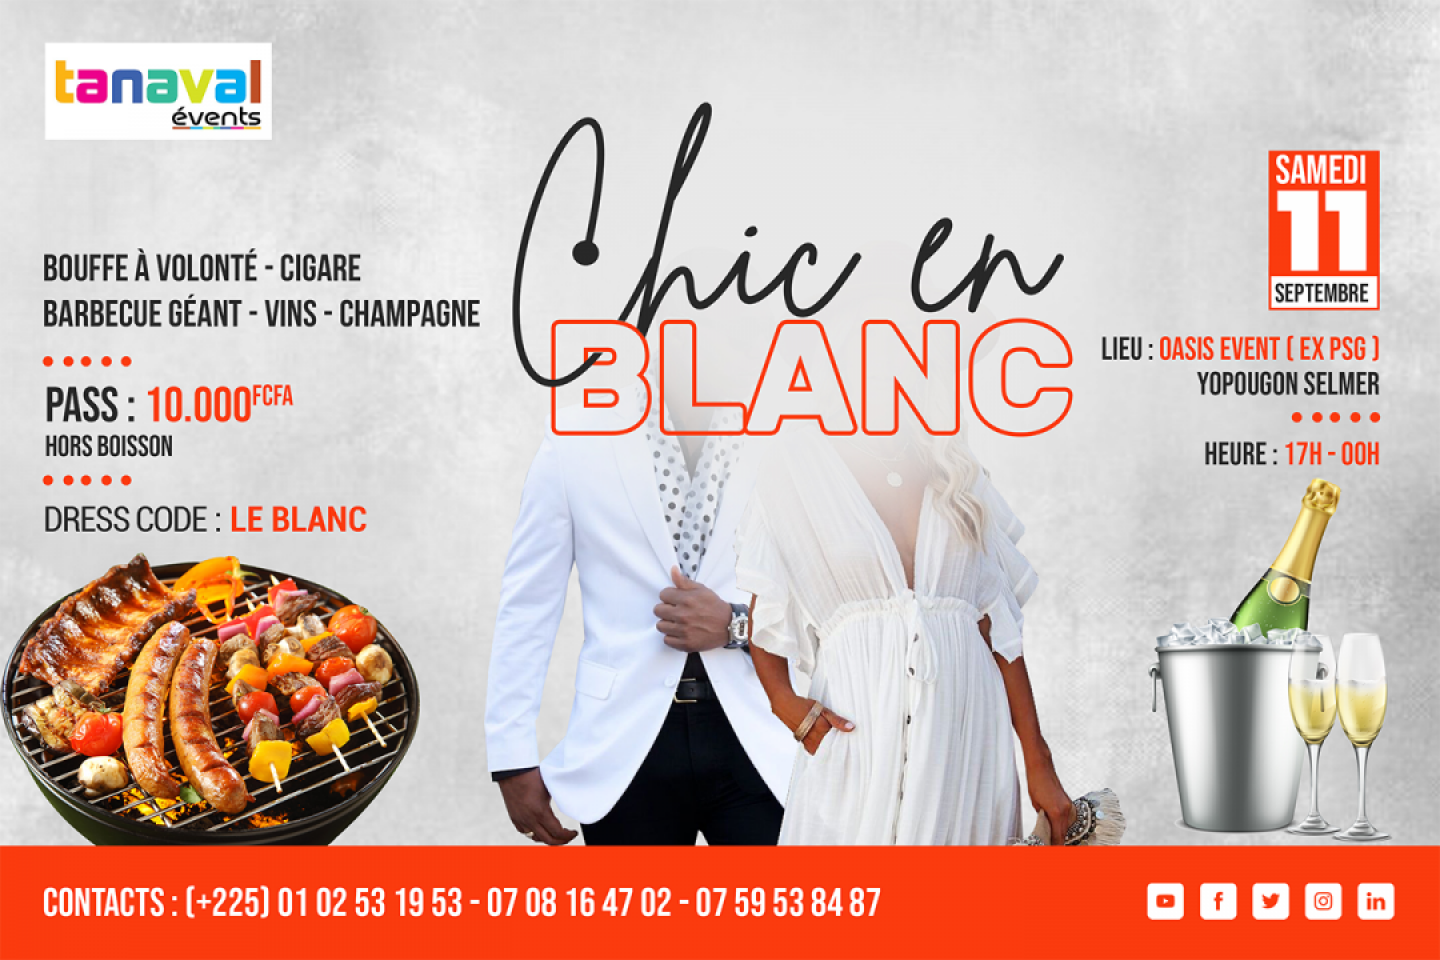 tanaval
évents
Chic en
BLANC
BOUFFE À VOLONTÉ - CIGARE
BARBECUE GÉANT - VINS - CHAMPAGNE
PASS : 10.000FCFA
HORS BOISSON
DRESS CODE : LE BLANC
SAMEDI
11
SEPTEMBRE
LIEU : OASIS EVENT ( EX PSG )
YOPOUGON SELMER
HEURE : 17H - 00H
CONTACTS : (+225) 01 02 53 19 53 - 07 08 16 47 02 - 07 59 53 84 87